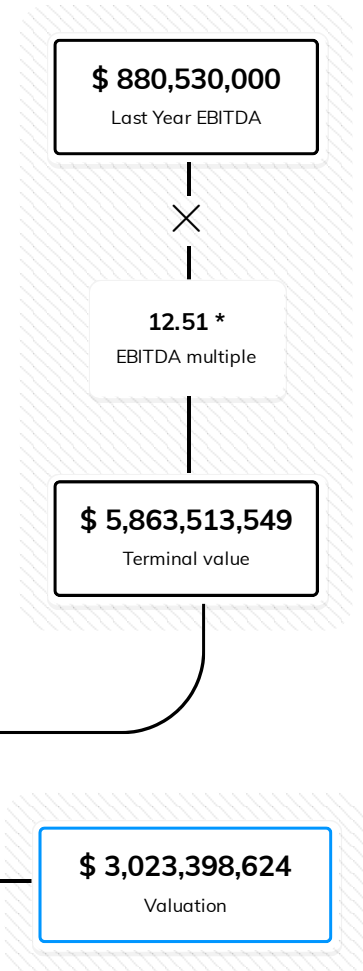 $ 880,530,000
Last Year EBITDA
12.51 *
EBITDA multiple
$ 5,863,513,549
Terminal value
$ 3,023,398,624
Valuation